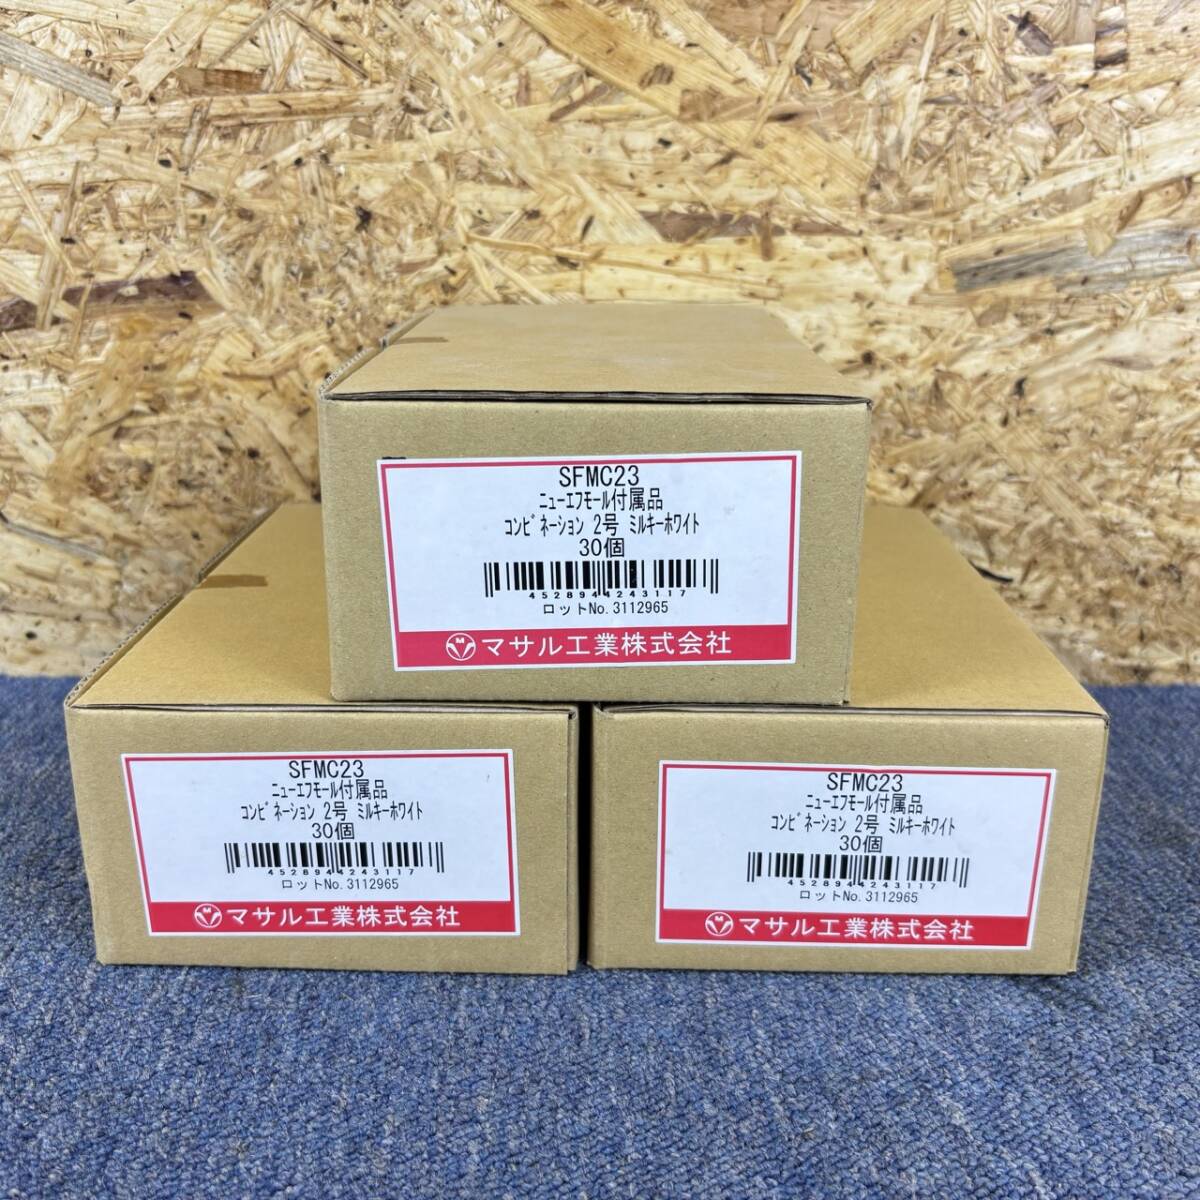 SFMC23
ﾆｭｰｴﾌﾓｰﾙ付属品
ｺﾝﾋﾞﾈｰｼｮﾝ 2号 ﾐﾙｷｰﾎﾜｲﾄ
30個
4528944243117
ロットNo.3112965
マサル工業株式会社
SFMC23
ﾆｭｰｴﾌﾓｰﾙ付属品
ｺﾝﾋﾞﾈｰｼｮﾝ 2号 ﾐﾙｷｰﾎﾜｲﾄ
30個
4528944243117
ロットNo.3112965
マサル工業株式会社
SFMC23
ﾆｭｰｴﾌﾓｰﾙ付属品
ｺﾝﾋﾞﾈｰｼｮﾝ 2号 ﾐﾙｷｰﾎﾜｲﾄ
30個
4528944243117
ロットNo.3112965
マサル工業株式会社